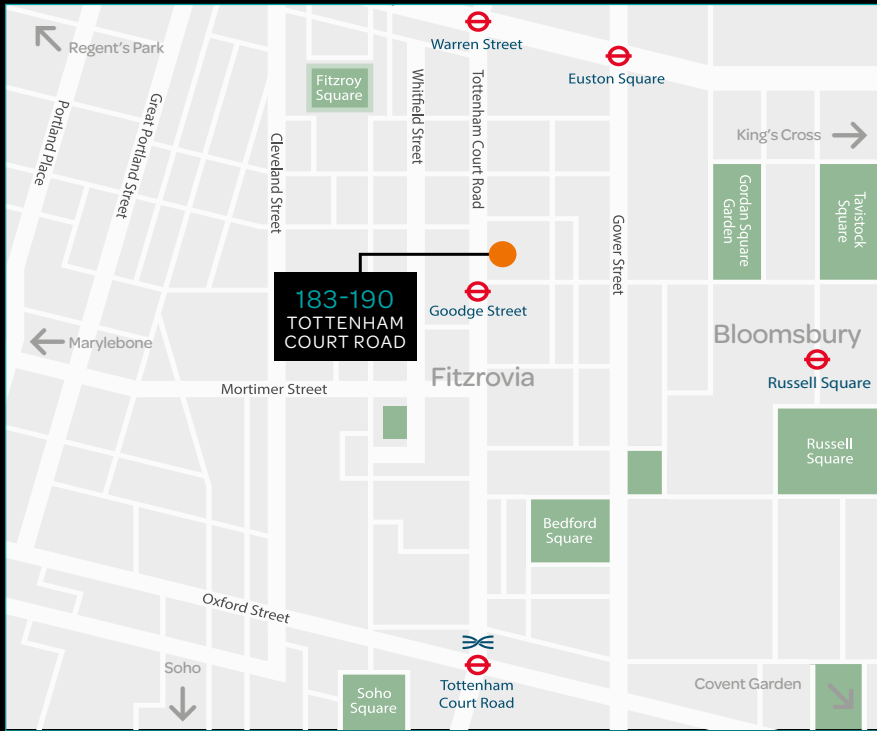 Warren Street
Regent's Park
Euston Square
Fitzroy
Square
Whitfield Street
Tottenham Court Road
Portland Place
Great Portland Street
Cleveland Street
King's Cross
Gordan Square
Garden
Tavistock
Square
Gower Street
183-190
TOTTENHAM
COURT ROAD
Goodge Street
Bloomsbury
Marylebone
Fitzrovia
Russell Square
Mortimer Street
Russell
Square
Bedford
Square
Oxford Street
Soho
Tottenham
Court Road
Soho
Square
Covent Garden